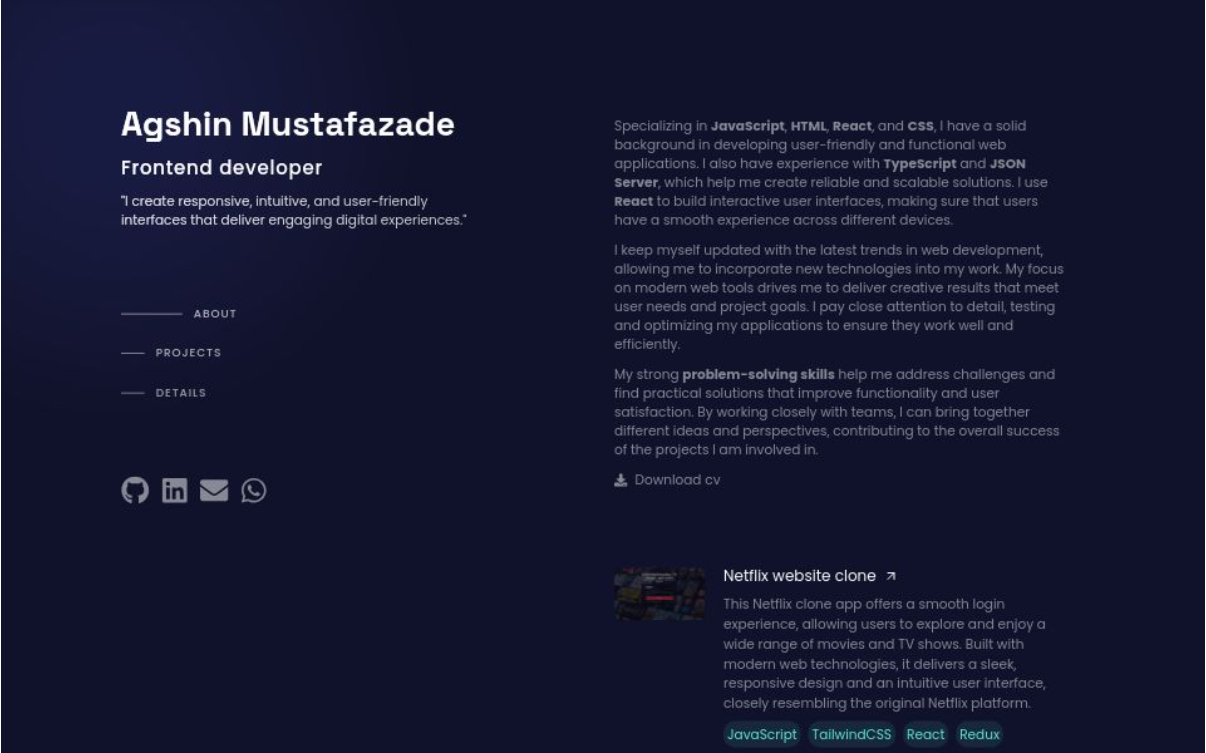 Agshin Mustafazade
Frontend developer
"I create responsive, intuitive, and user-friendly
interfaces that deliver engaging digital experiences."
ABOUT
PROJECTS
DETAILS
Specializing in JavaScript, HTML, React, and CSS, I have a solid
background in developing user-friendly and functional web
applications. I also have experience with TypeScript and JSON
Server, which help me create reliable and scalable solutions. I use
React to build interactive user interfaces, making sure that users
have a smooth experience across different devices.
I keep myself updated with the latest trends in web development,
allowing me to incorporate new technologies into my work. My focus
on modern web tools drives me to deliver creative results that meet
user needs and project goals. I pay close attention to detail, testing
and optimizing my applications to ensure they work well and
efficiently.
My strong problem-solving skills help me address challenges and
find practical solutions that improve functionality and user
satisfaction. By working closely with teams, I can bring together
different ideas and perspectives, contributing to the overall success
of the projects I am involved in.
Download cv
Netflix website clone
This Netflix clone app offers a smooth login
experience, allowing users to explore and enjoy a
wide range of movies and TV shows. Built with
modern web technologies, it delivers a sleek,
responsive design and an intuitive user interface,
closely resembling the original Netflix platform.
JavaScript TailwindCSS React Redux